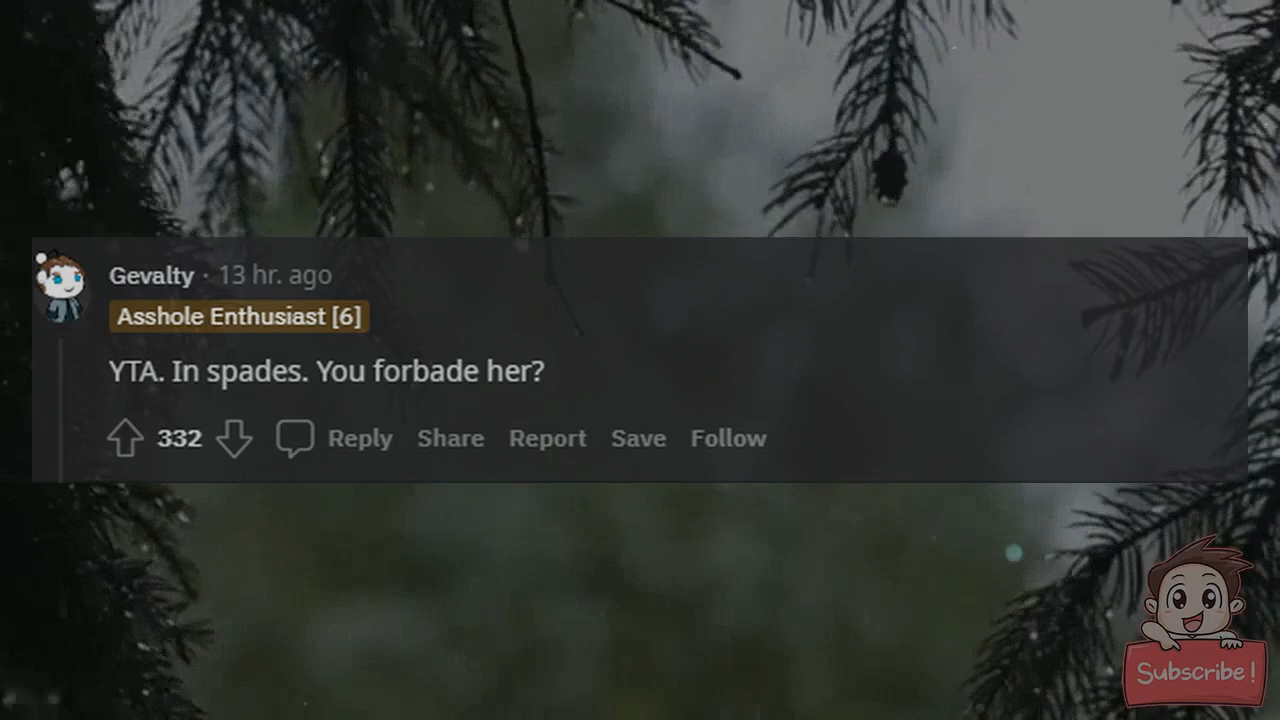 Gevalty · 13 hr. ago
Asshole Enthusiast [6]
YTA. In spades. You forbade her?
332 Reply Share Report Save Follow
Subscribe!